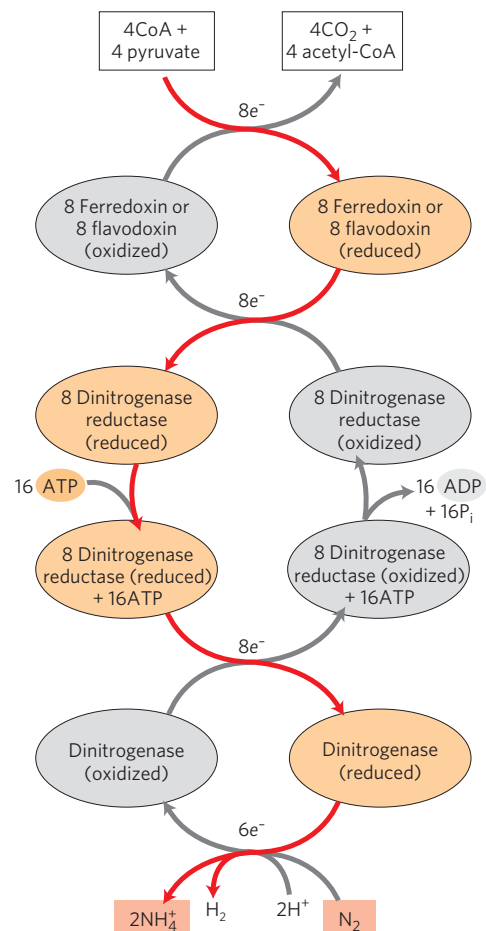 4CoA +
4 pyruvate
4CO₂ +
4 acetyl-CoA
8e⁻
8 Ferredoxin or
8 flavodoxin
(oxidized)
8 Ferredoxin or
8 flavodoxin
(reduced)
8e⁻
8 Dinitrogenase
reductase
(reduced)
8 Dinitrogenase
reductase
(oxidized)
16 ATP
16 ADP
+ 16Pᵢ
8 Dinitrogenase
reductase (reduced)
+ 16ATP
8 Dinitrogenase
reductase (oxidized)
+ 16ATP
8e⁻
Dinitrogenase
(oxidized)
Dinitrogenase
(reduced)
6e⁻
2NH₄⁺ H₂ 2H⁺ N₂